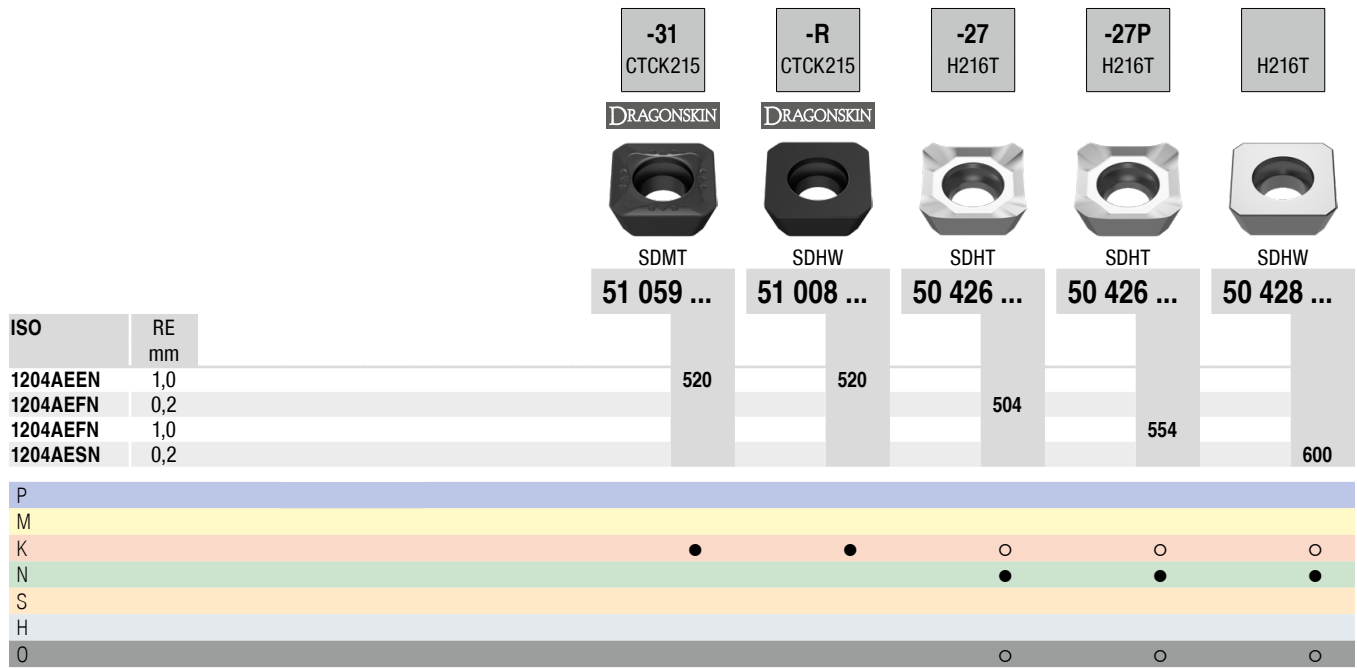 -31 -R -27 -27P
CTCK215 CTCK215 H216T H216T H216T
DRAGONSKIN DRAGONSKIN
SDMT SDHW SDHT SDHT SDHW
51 059 ... 51 008 ... 50 426 ... 50 426 ... 50 428 ...
ISO RE
mm
1204AEEN 1,0 520 520
1204AEFN 0,2 504
1204AEFN 1,0 554
1204AESN 0,2 600
P
M
K ● ● ○ ○ ○
N ● ● ●
S
H
O ○ ○ ○